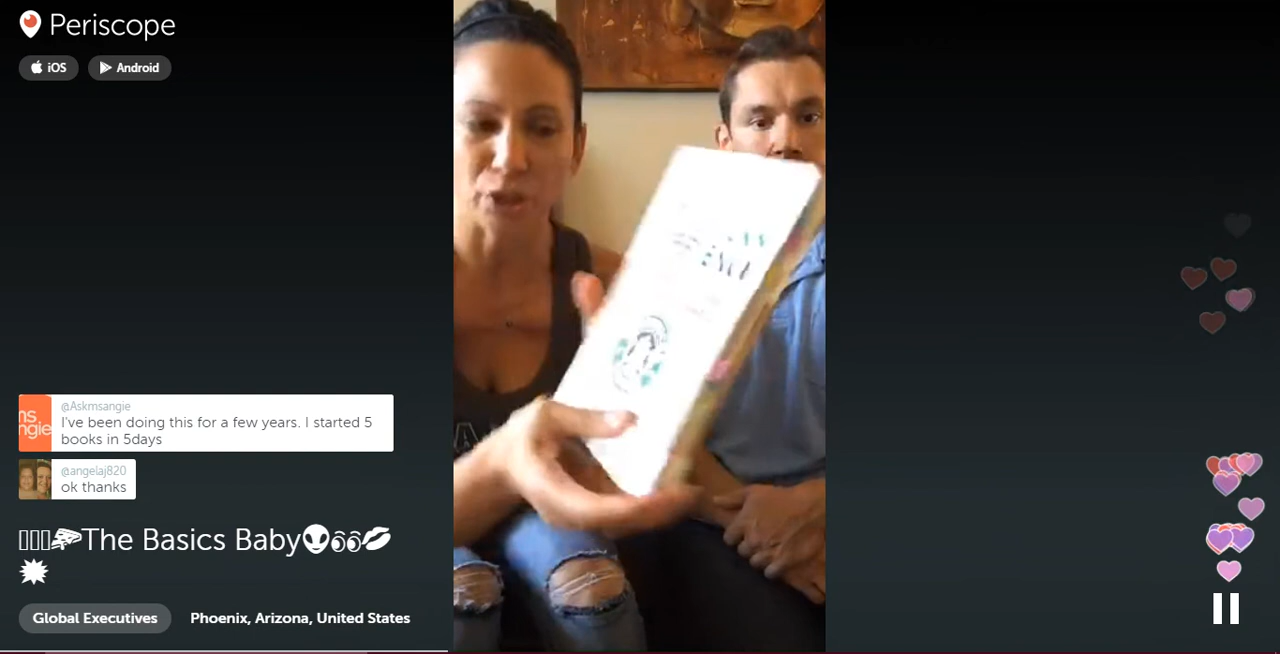 Periscope
iOS
Android
@Askmsangie
I've been doing this for a few years. I started 5
books in 5days
@angelaj820
ok thanks
The Basics Baby
Global Executives
Phoenix, Arizona, United States